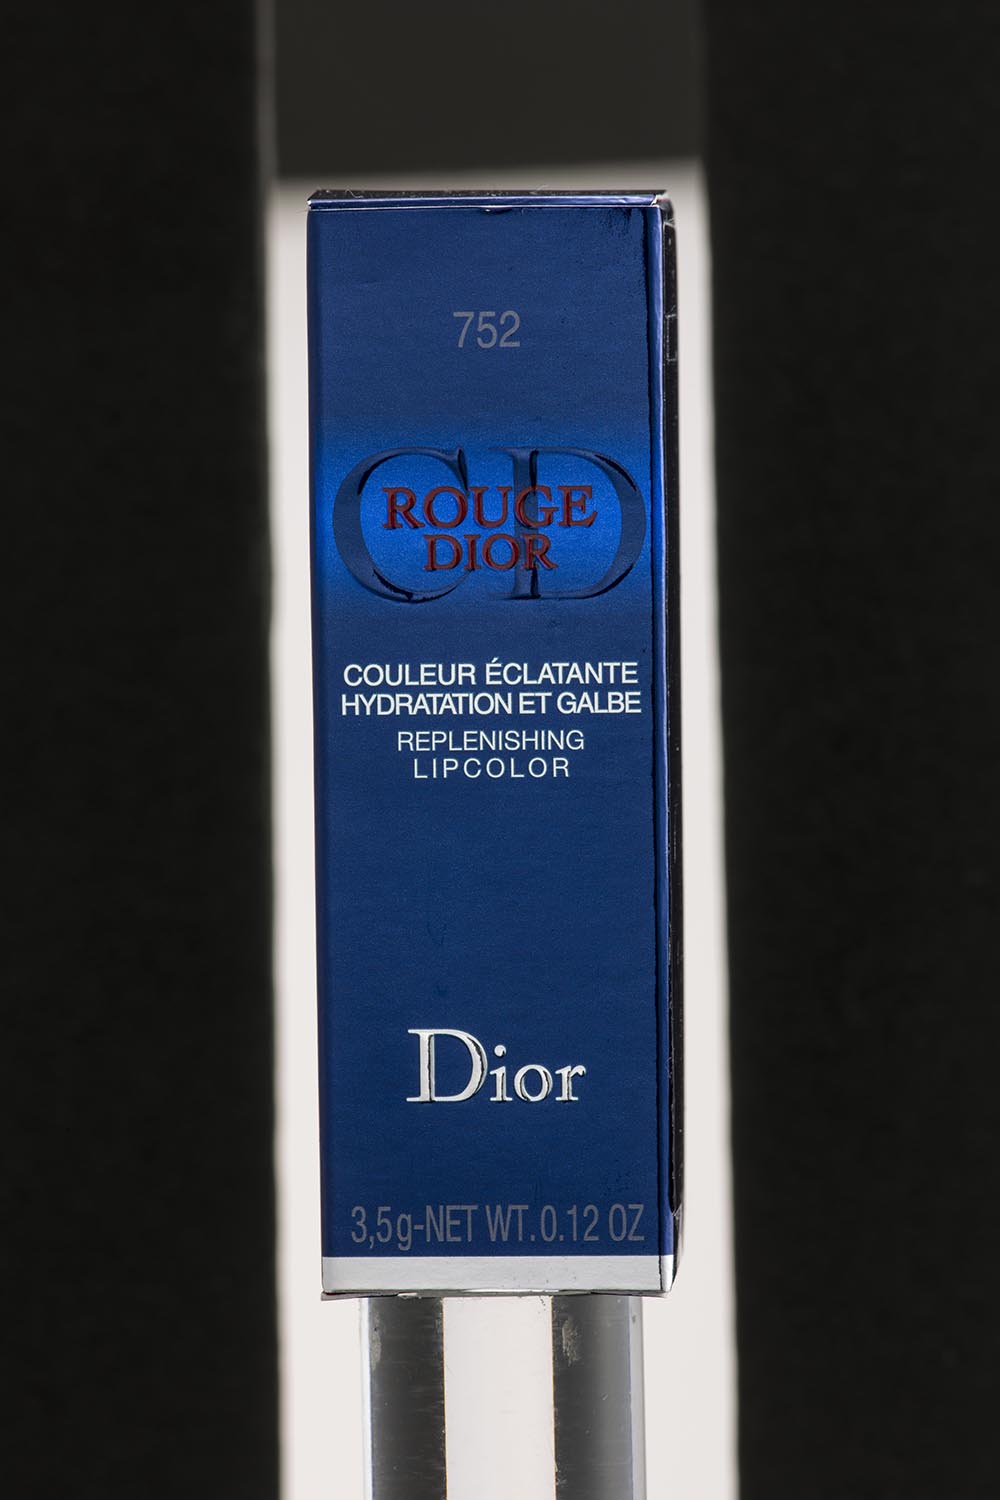 752
CD
ROUGE
DIOR
COULEUR ÉCLATANTE
HYDRATATION ET GALBE
REPLENISHING
LIPCOLOR
Dior
3,5g-NET WT. 0.12 OZ